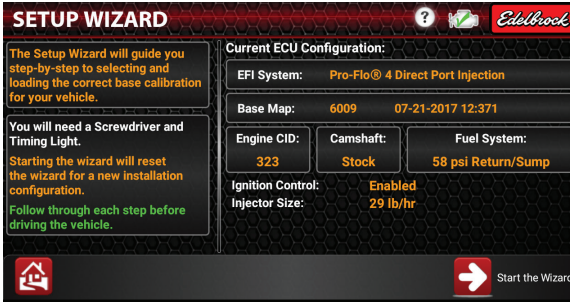 SETUP WIZARD
?
Edelbrock
The Setup Wizard will guide you
step-by-step to selecting and
loading the correct base calibration
for your vehicle.
You will need a Screwdriver and
Timing Light.
Starting the wizard will reset
the wizard for a new installation
configuration.
Follow through each step before
driving the vehicle.
Current ECU Configuration:
EFI System: Pro-Flo® 4 Direct Port Injection
Base Map: 6009 07-21-2017 12:371
Engine CID: Camshaft: Fuel System:
323 Stock 58 psi Return/Sump
Ignition Control: Enabled
Injector Size: 29 lb/hr
Start the Wizard